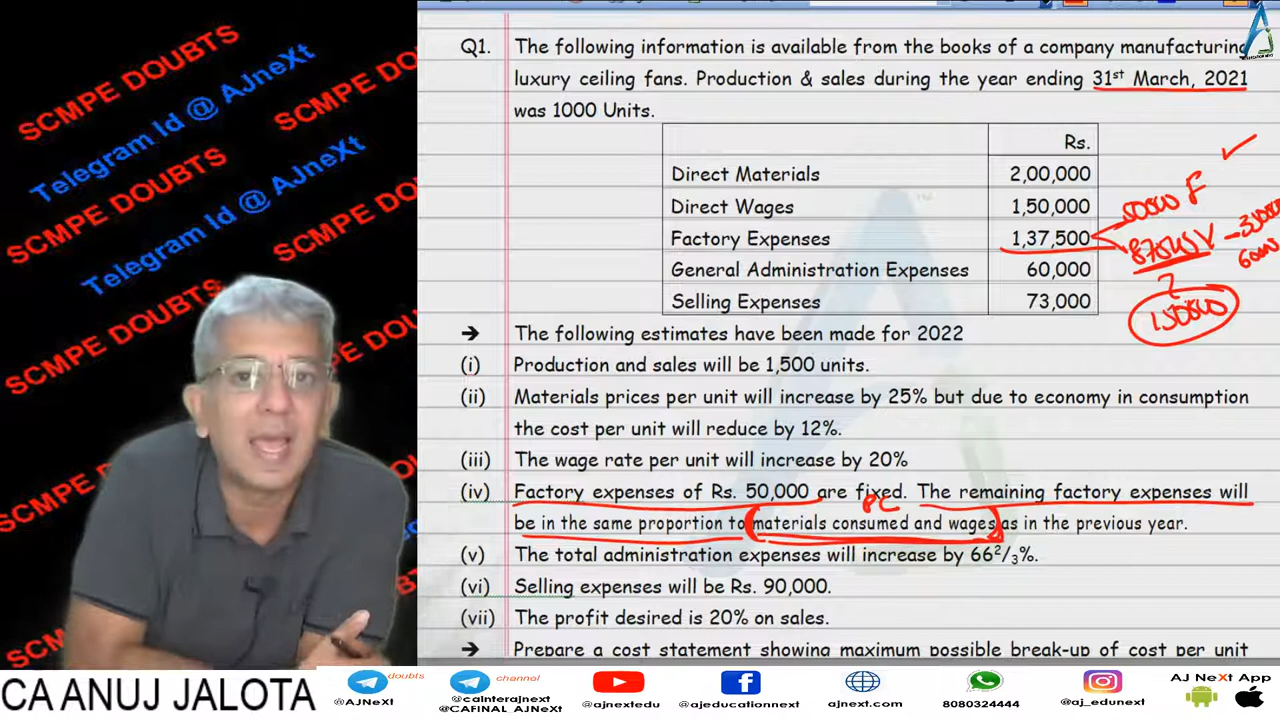 SCMPE DOUBTS
Telegram Id @ AJneXt
SCMPE DOUBTS
SCMPE DOUBTS
Telegram Id @ AJneXt
SCMPE DOUBTS
SCMPE DOUBTS
Q1. The following information is available from the books of a company manufacturing
luxury ceiling fans. Production & sales during the year ending 31st March, 2021
was 1000 Units.
Rs.
Direct Materials 2,00,000
Direct Wages 1,50,000
Factory Expenses 1,37,500
General Administration Expenses 60,000
Selling Expenses 73,000
50000 F
87500 V
?
150000
➔ The following estimates have been made for 2022
(i) Production and sales will be 1,500 units.
(ii) Materials prices per unit will increase by 25% but due to economy in consumption
the cost per unit will reduce by 12%.
(iii) The wage rate per unit will increase by 20%
(iv) Factory expenses of Rs. 50,000 are fixed. The remaining factory expenses will
PC
be in the same proportion to materials consumed and wages as in the previous year.
(v) The total administration expenses will increase by 66²/₃%.
(vi) Selling expenses will be Rs. 90,000.
(vii) The profit desired is 20% on sales.
➔ Prepare a cost statement showing maximum possible break-up of cost per unit
CA ANUJ JALOTA
doubts
@AJNeXt
channel
@caInterajnext
@CAFINAL_AJNeXt
@ajnextedu
@ajeducationnext
ajnext.com
8080324444
@aj_edunext
AJ NeXt App